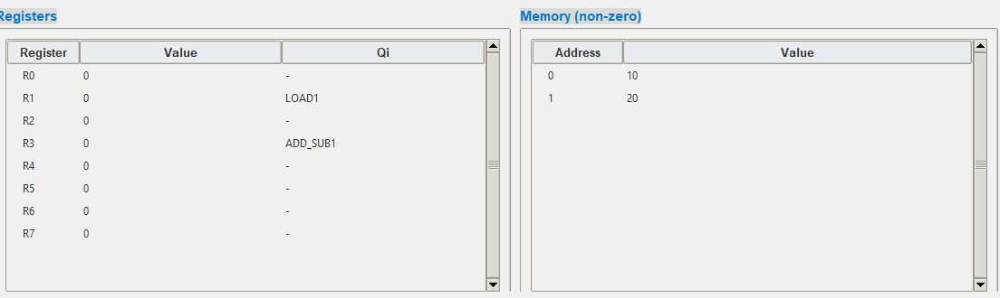 Registers
Memory (non-zero)
Register Value Qi
Address Value
R0 0 -
0 10
R1 0 LOAD1
1 20
R2 0 -
R3 0 ADD_SUB1
R4 0 -
R5 0 -
R6 0 -
R7 0 -